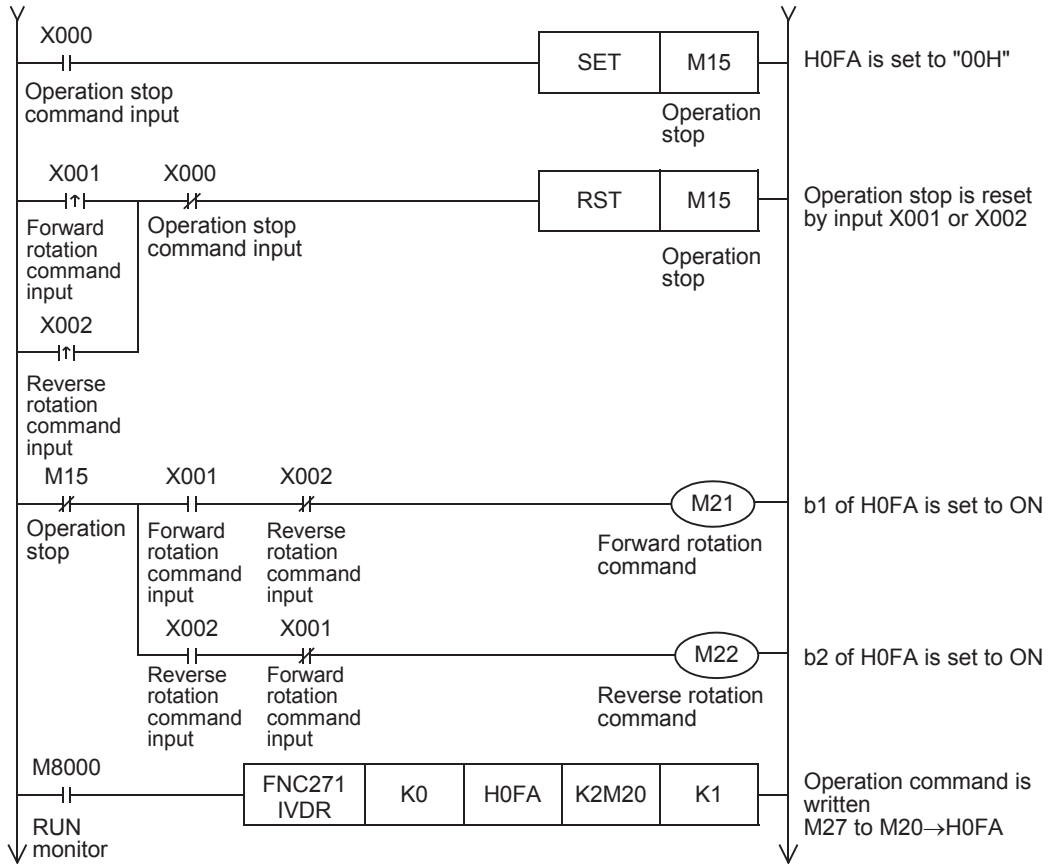 X000
SET
M15
H0FA is set to "00H"
Operation stop
command input
Operation
stop
X001
X000
RST
M15
Operation stop is reset
by input X001 or X002
Forward
rotation
command
input
Operation stop
command input
Operation
stop
X002
Reverse
rotation
command
input
M15
X001
X002
M21
b1 of H0FA is set to ON
Operation
stop
Forward
rotation
command
input
Reverse
rotation
command
input
Forward rotation
command
X002
X001
M22
b2 of H0FA is set to ON
Reverse
rotation
command
input
Forward
rotation
command
input
Reverse rotation
command
M8000
FNC271
IVDR
K0
H0FA
K2M20
K1
Operation command is
written
M27 to M20→H0FA
RUN
monitor